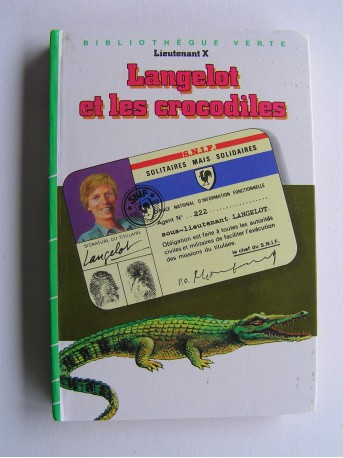 BIBLIOTHÈQUE VERTE
Lieutenant X
Langelot
et les crocodiles
S.N.I.F.
SOLITAIRES MAIS SOLIDAIRES
SNIF
SERVICE NATIONAL D'INFORMATION FONCTIONNELLE
Agent N° ..222..
sous-lieutenant LANGELOT
Obligation est faite à toutes les autorités
civiles et militaires de faciliter l'exécution
des missions du titulaire.
le chef du S.N.I.F.
SIGNATURE DU TITULAIRE
Langelot